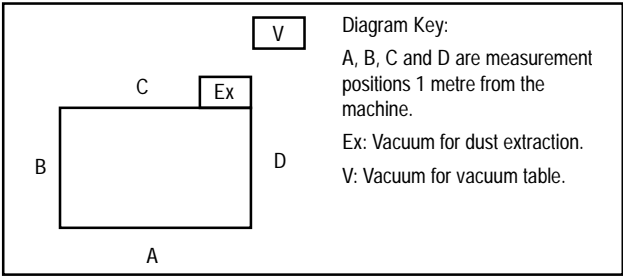 V
C
Ex
B
D
A
Diagram Key:
A, B, C and D are measurement
positions 1 metre from the
machine.
Ex: Vacuum for dust extraction.
V: Vacuum for vacuum table.